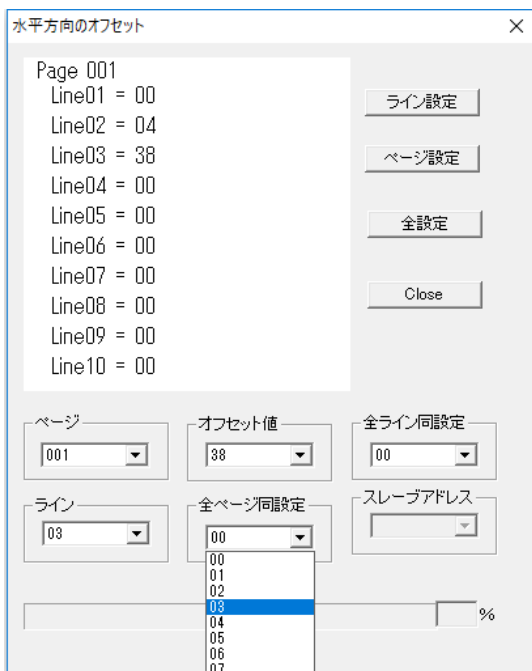 水平方向のオフセット
Page 001
Line01 = 00
Line02 = 04
Line03 = 38
Line04 = 00
Line05 = 00
Line06 = 00
Line07 = 00
Line08 = 00
Line09 = 00
Line10 = 00
ライン設定
ページ設定
全設定
Close
ページ
001
オフセット値
38
全ライン同設定
00
ライン
03
全ページ同設定
00
スレーブアドレス
00
01
02
03
04
05
06
07
%